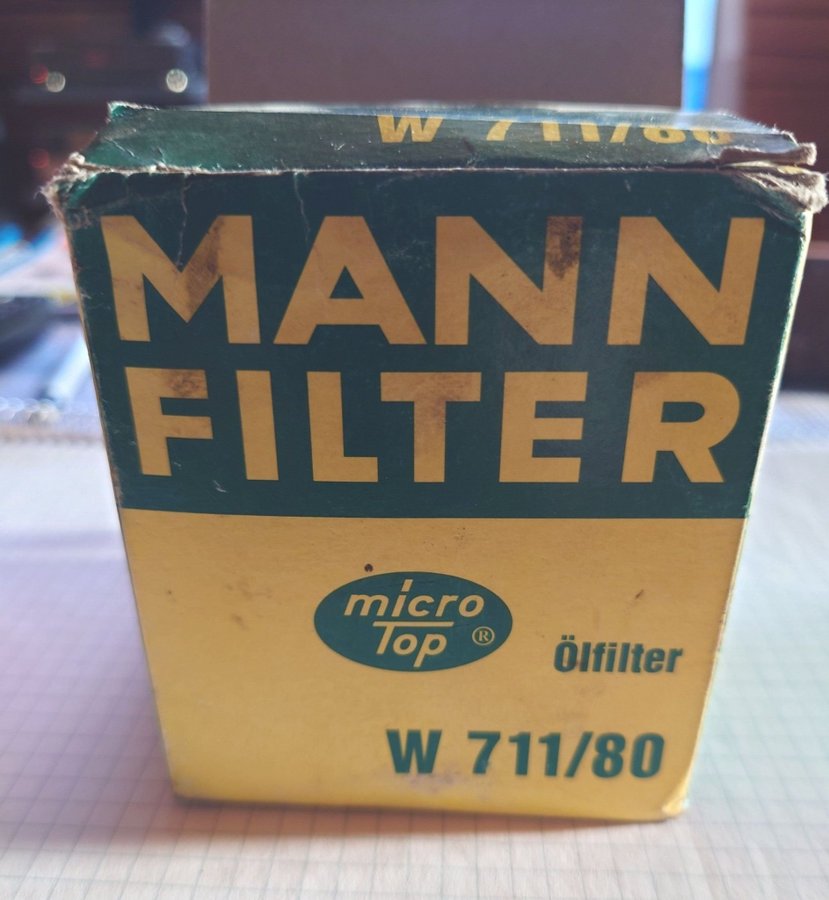 W 711/80
MANN
FILTER
micro
Top ®
Ölfilter
W 711/80